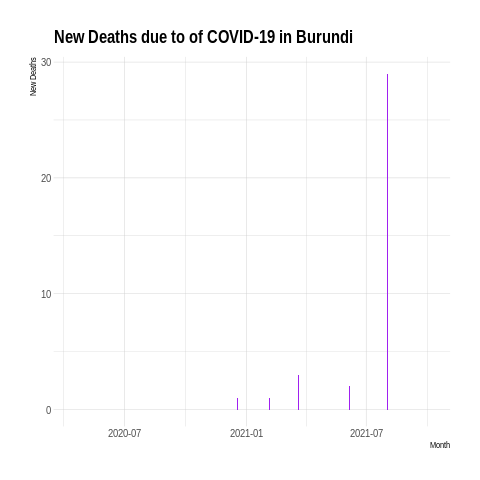 New Deaths due to of COVID-19 in Burundi
New Deaths
30
20
10
0
2020-07
2021-01
2021-07
Month